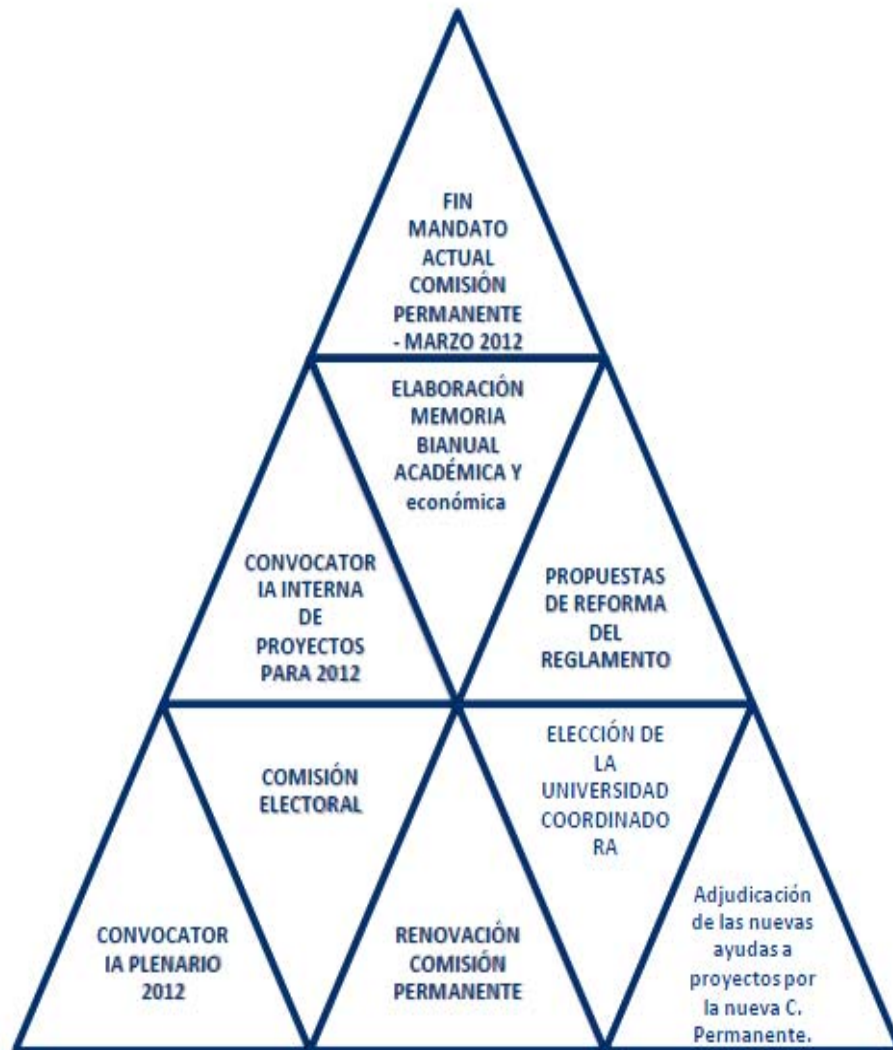 FIN
MANDATO
ACTUAL
COMISIÓN
PERMANENTE
- MARZO 2012
ELABORACIÓN
MEMORIA
BIANUAL
ACADÉMICA Y
económica
CONVOCATOR
IA INTERNA
DE
PROYECTOS
PARA 2012
PROPUESTAS
DE REFORMA
DEL
REGLAMENTO
CONVOCATOR
IA PLENARIO
2012
COMISIÓN
ELECTORAL
RENOVACIÓN
COMISIÓN
PERMANENTE
ELECCIÓN DE
LA
UNIVERSIDAD
COORDINADO
RA
Adjudicación
de las nuevas
ayudas a
proyectos por
la nueva C.
Permanente.